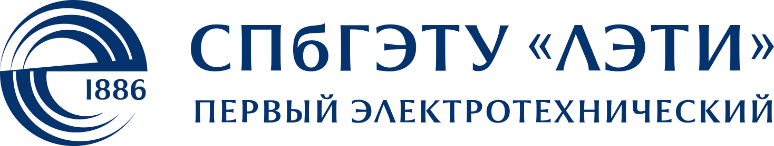 1886
СПбГЭТУ «ЛЭТИ»
ПЕРВЫЙ ЭЛЕКТРОТЕХНИЧЕСКИЙ